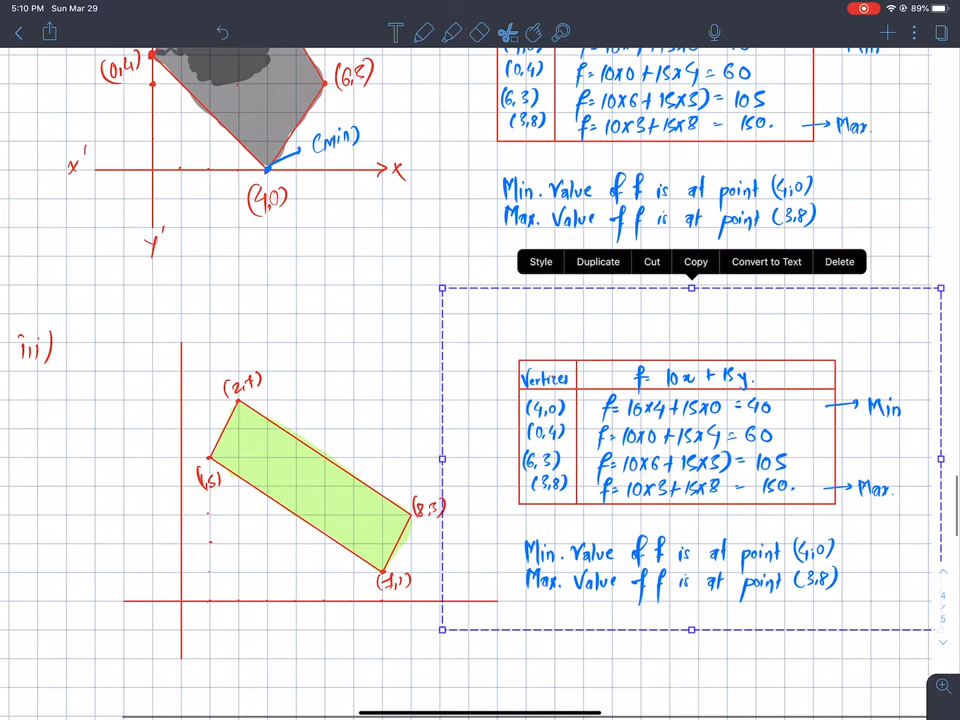 5:10 PM Sun Mar 29
89%
(0,4)
(6,3)
(min)
x'
x
(4,0)
y'
(0,4) f= 10x0 + 15x4 = 60
(6,3) f= 10x6 + 15x3) = 105
(3,8) f= 10x3 + 15x8 = 150. → Max.
Min. Value of f is at point (4,0)
Max. Value of f is at point (3,8)
Style Duplicate Cut Copy Convert to Text Delete
iii)
(2,7)
(1,5)
(8,3)
(7,1)
Vertices f= 10x + 15y.
(4,0) f= 10x4 + 15x0 = 40 → Min
(0,4) f= 10x0 + 15x4 = 60
(6,3) f= 10x6 + 15x3) = 105
(3,8) f= 10x3 + 15x8 = 150. → Max.
Min. Value of f is at point (4,0)
Max. Value of f is at point (3,8)
4
/
5